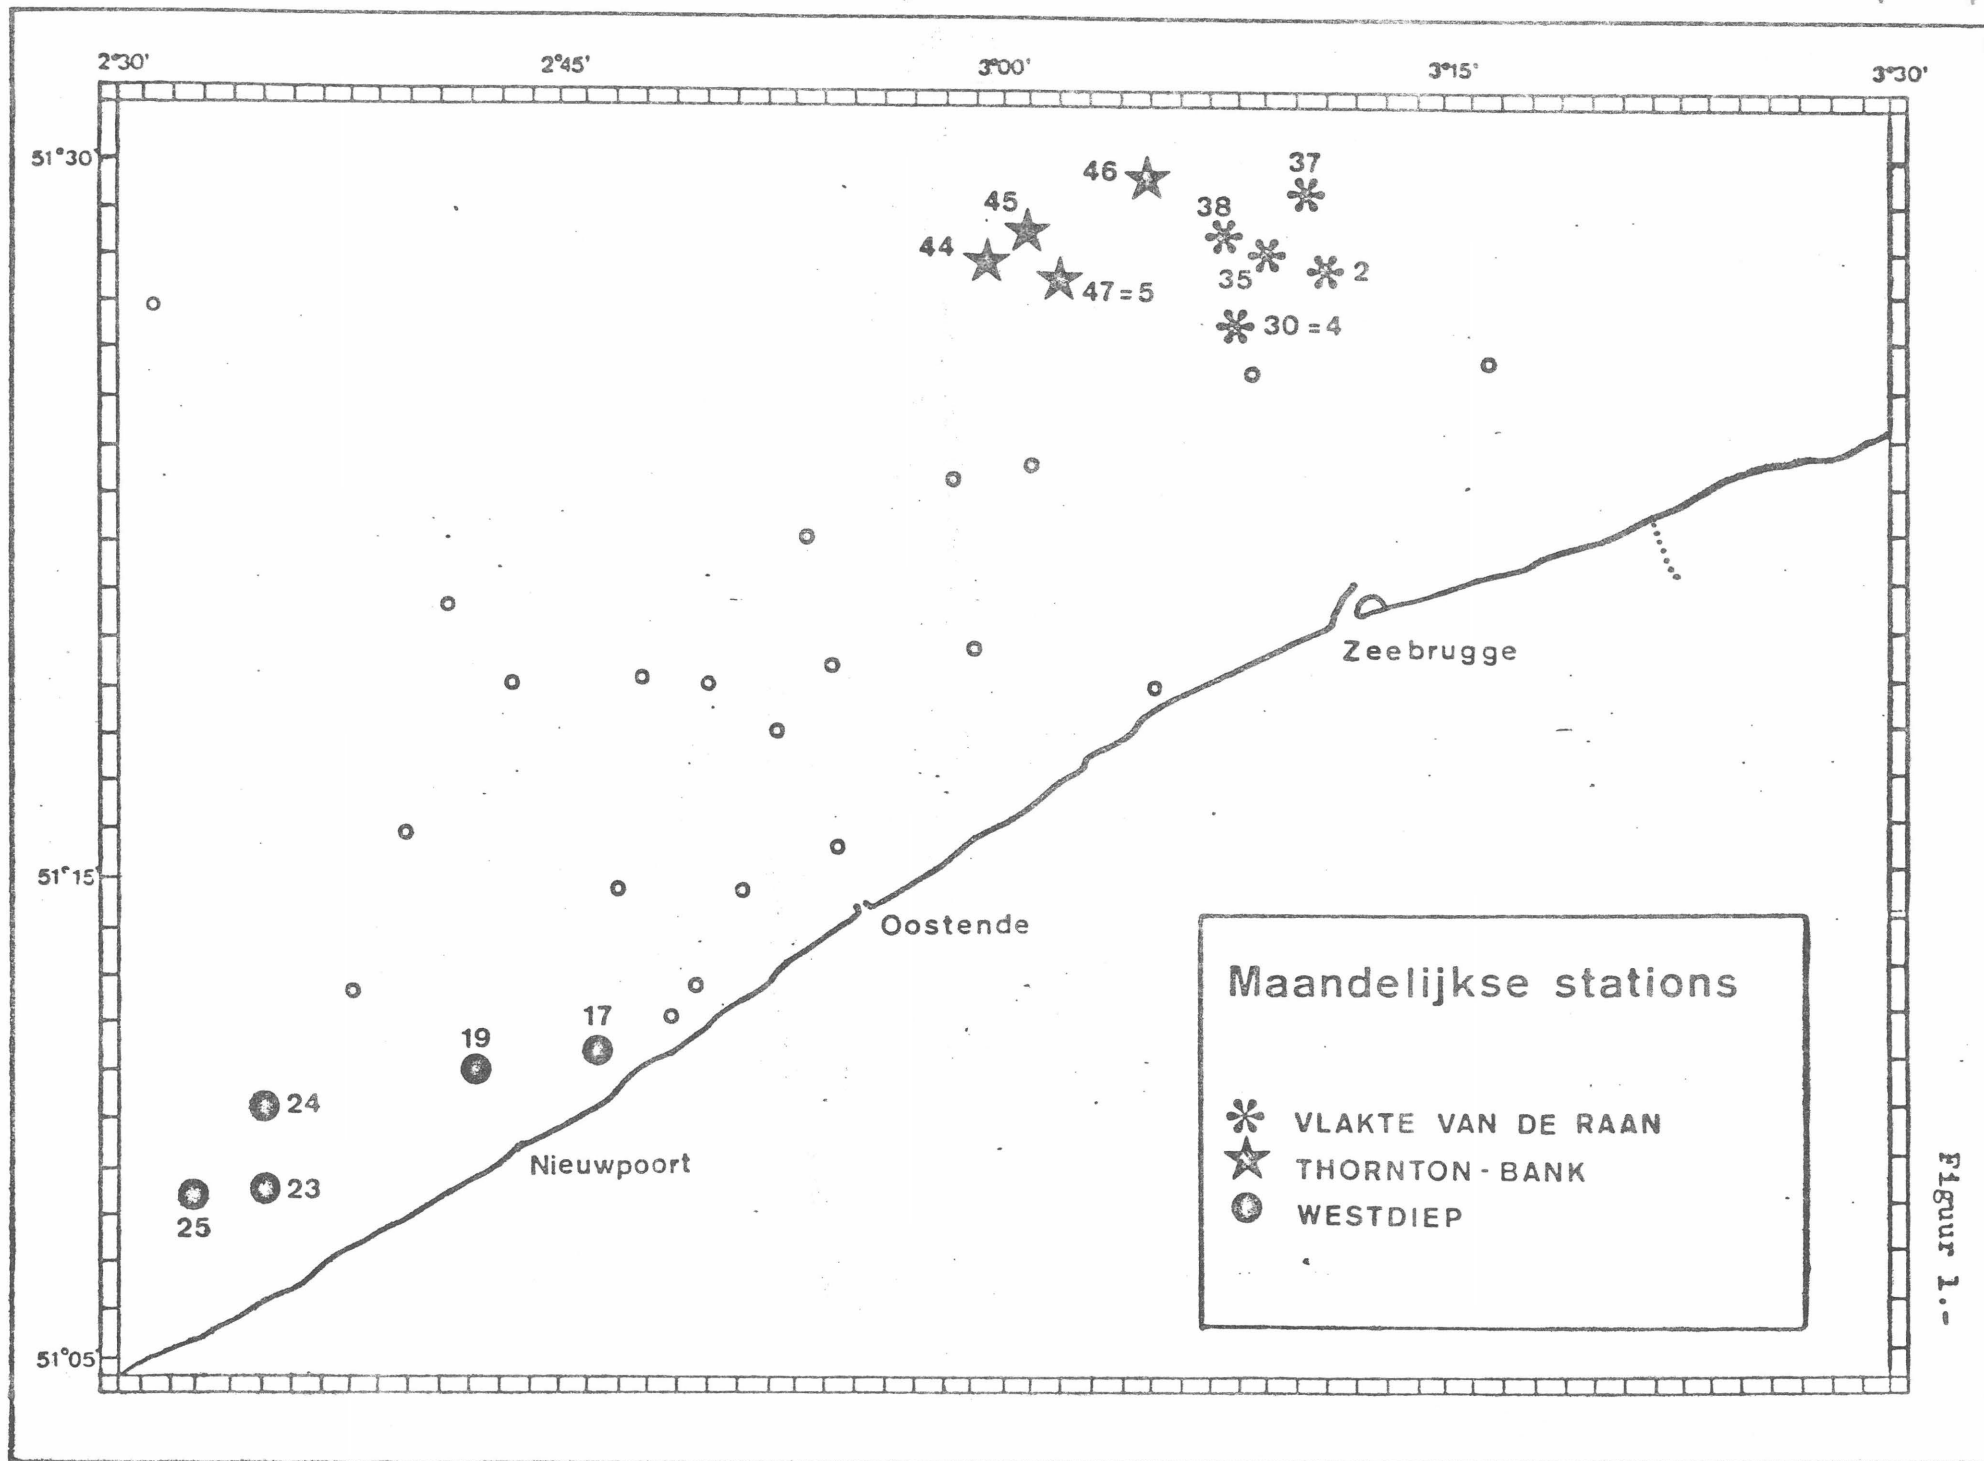 2°30'
2°45'
3°00'
3°15'
3°30'
51°30'
46
37
45
38
44
35
2
47=5
30=4
Zeebrugge
51°15'
Oostende
Maandelijkse stations
17
19
24
VLAKTE VAN DE RAAN
Nieuwpoort
THORNTON-BANK
23
WESTDIEP
25
51°05'
Figuur 1.-